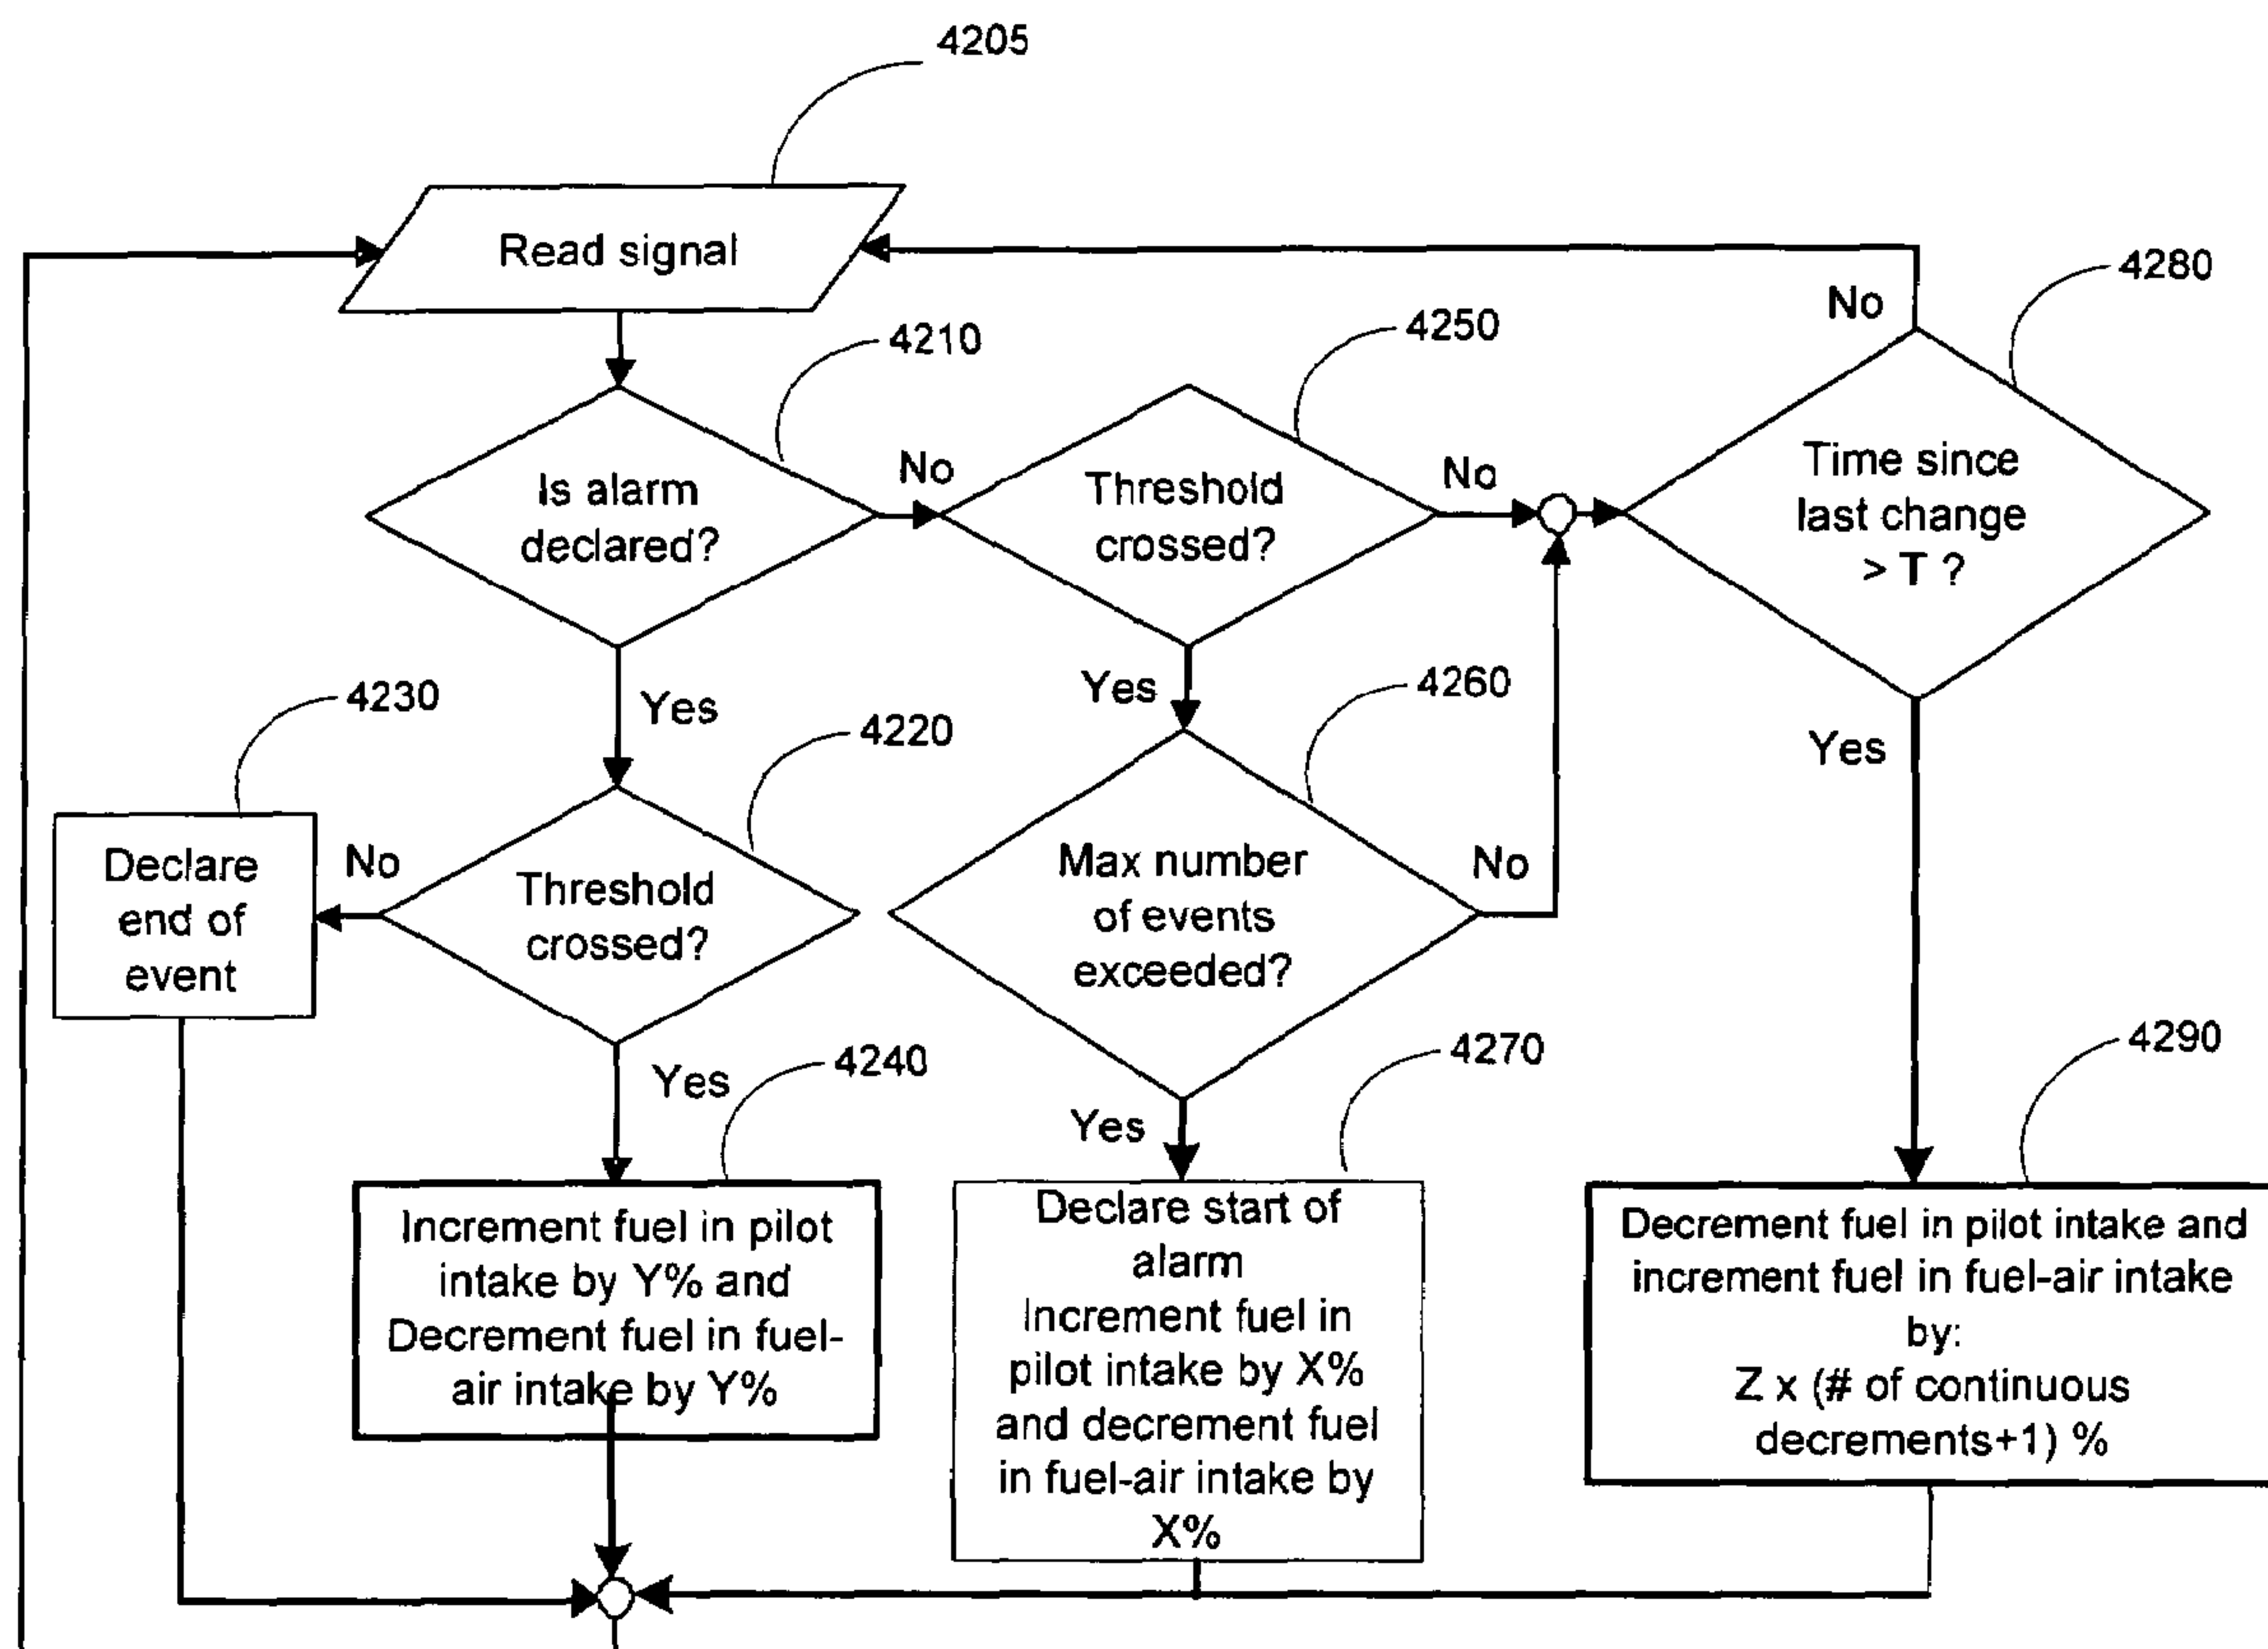 4205
Read signal
4280
No
4210
4250
Is alarm
declared?
No
Threshold
crossed?
No
Time since
last change
> T ?
Yes
4230
4220
Yes
4260
Yes
Declare
end of
event
No
Threshold
crossed?
Max number
of events
exceeded?
No
Yes
4240
Yes
4270
4290
Increment fuel in pilot
intake by Y% and
Decrement fuel in fuel-
air intake by Y%
Declare start of
alarm
Increment fuel in
pilot intake by X%
and decrement fuel
in fuel-air intake by
X%
Decrement fuel in pilot intake and
increment fuel in fuel-air intake
by:
Z x (# of continuous
decrements+1) %